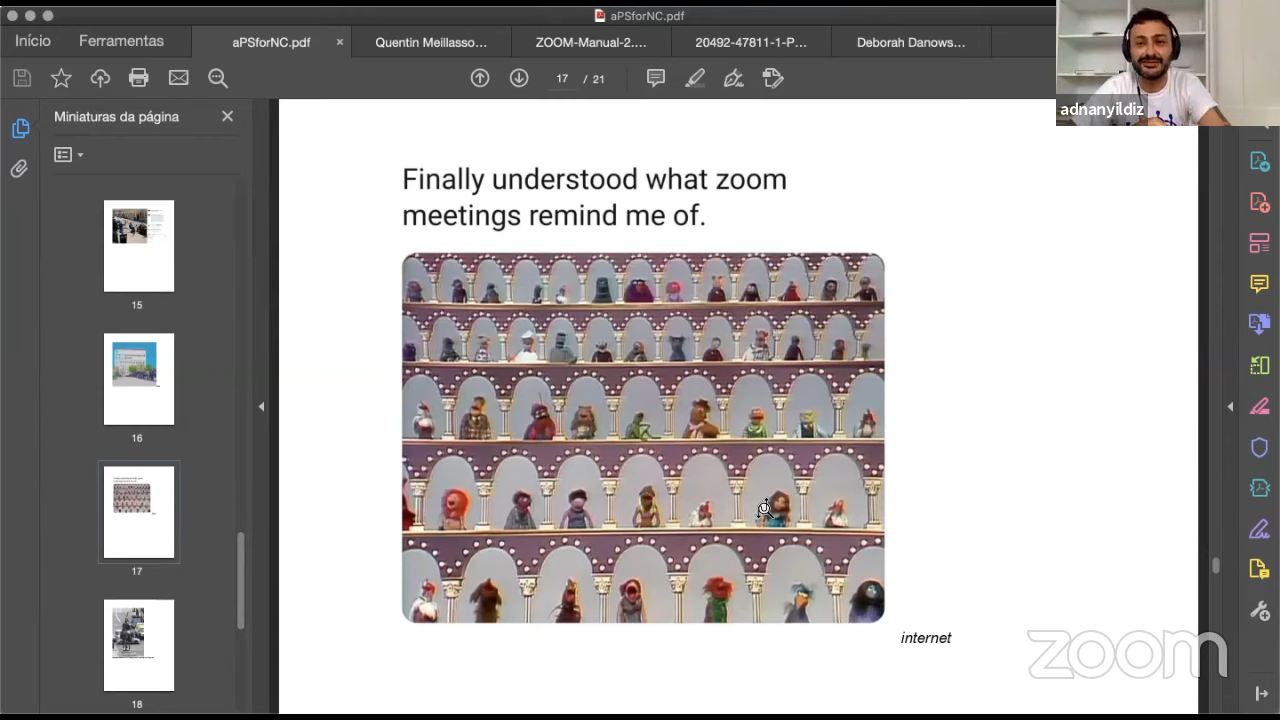 aPSforNC.pdf
Início
Ferramentas
aPSforNC.pdf
Quentin Meillasso...
ZOOM-Manual-2....
20492-47811-1-P...
Deborah Danows...
17 / 21
adnanyildiz
Miniaturas da página
15
16
17
18
Finally understood what zoom
meetings remind me of.
internet
zoom